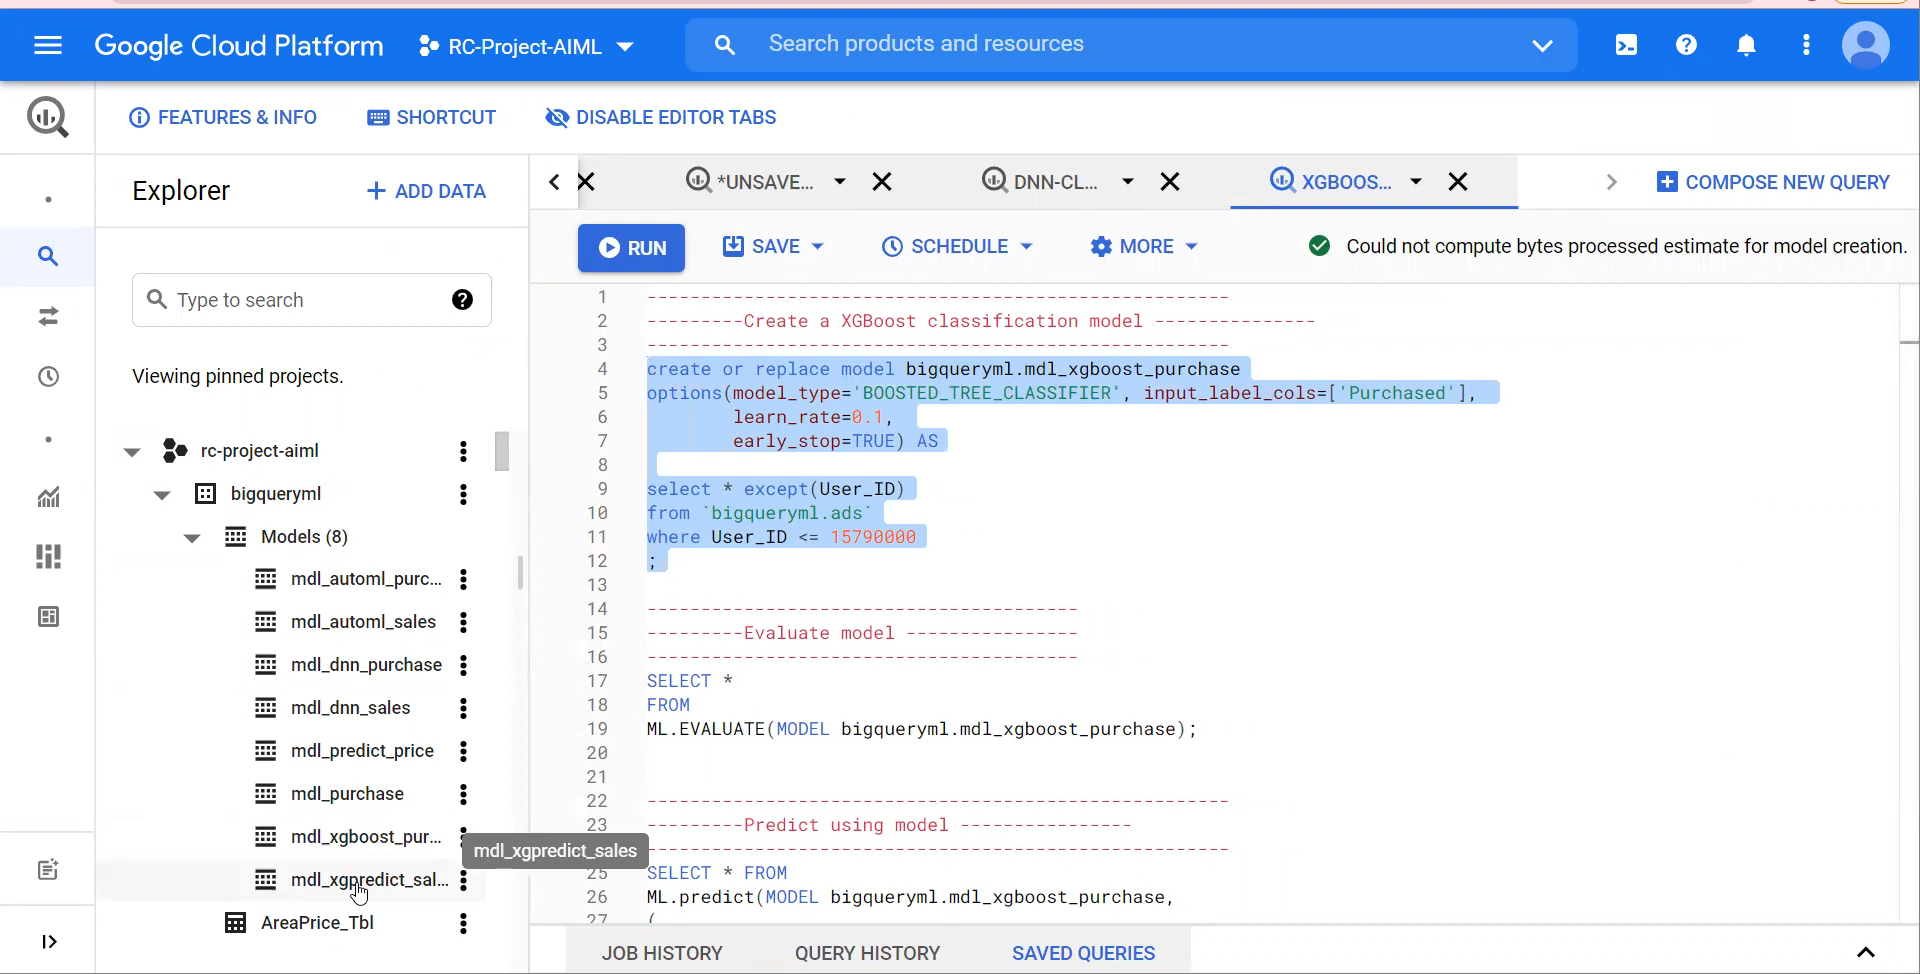 Google Cloud Platform
RC-Project-AIML
Search products and resources
FEATURES & INFO
SHORTCUT
DISABLE EDITOR TABS
Explorer
+ ADD DATA
*UNSAVE...
DNN-CL...
XGBOOS...
COMPOSE NEW QUERY
RUN
SAVE
SCHEDULE
MORE
Could not compute bytes processed estimate for model creation.
Type to search
Viewing pinned projects.
rc-project-aiml
bigqueryml
Models (8)
mdl_automl_purc...
mdl_automl_sales
mdl_dnn_purchase
mdl_dnn_sales
mdl_predict_price
mdl_purchase
mdl_xgboost_pur...
mdl_xgpredict_sal...
AreaPrice_Tbl
mdl_xgpredict_sales
1 ------------------------------------------------------
2 ---------Create a XGBoost classification model ---------------
3 ------------------------------------------------------
4 create or replace model bigqueryml.mdl_xgboost_purchase
5 options(model_type='BOOSTED_TREE_CLASSIFIER', input_label_cols=['Purchased'],
6 learn_rate=0.1,
7 early_stop=TRUE) AS
8
9 select * except(User_ID)
10 from `bigqueryml.ads`
11 where User_ID <= 15790000
12 ;
13
14 ----------------------------------------
15 ---------Evaluate model ----------------
16 ----------------------------------------
17 SELECT *
18 FROM
19 ML.EVALUATE(MODEL bigqueryml.mdl_xgboost_purchase);
20
21
22 ------------------------------------------------------
23 ---------Predict using model ----------------
------------------------------------------------------
25 SELECT * FROM
26 ML.predict(MODEL bigqueryml.mdl_xgboost_purchase,
27 (
JOB HISTORY
QUERY HISTORY
SAVED QUERIES